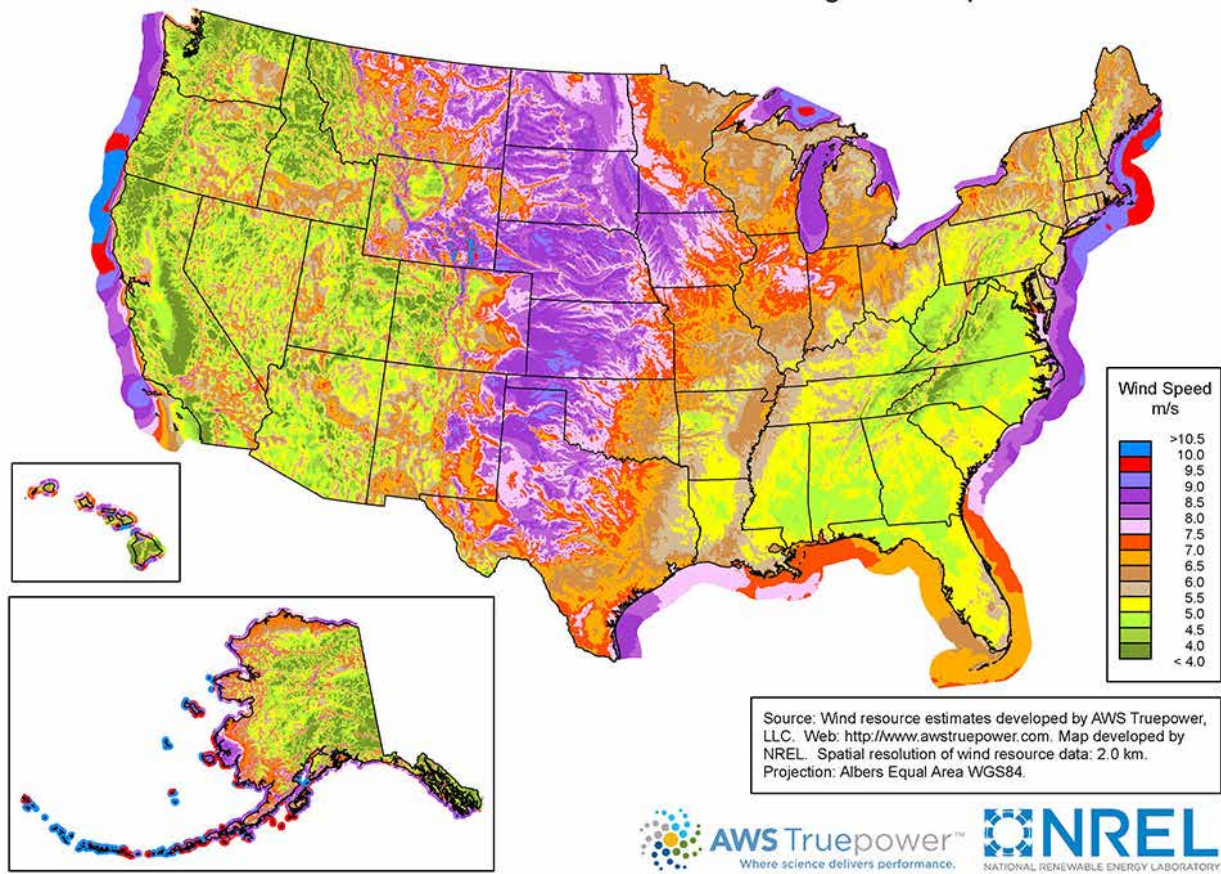 Wind Speed
m/s
>10.5
10.0
9.5
9.0
8.5
8.0
7.5
7.0
6.5
6.0
5.5
5.0
4.5
4.0
< 4.0
Source: Wind resource estimates developed by AWS Truepower,
LLC. Web: http://www.awstruepower.com. Map developed by
NREL. Spatial resolution of wind resource data: 2.0 km.
Projection: Albers Equal Area WGS84.
AWS Truepower™
Where science delivers performance.
NREL
NATIONAL RENEWABLE ENERGY LABORATORY